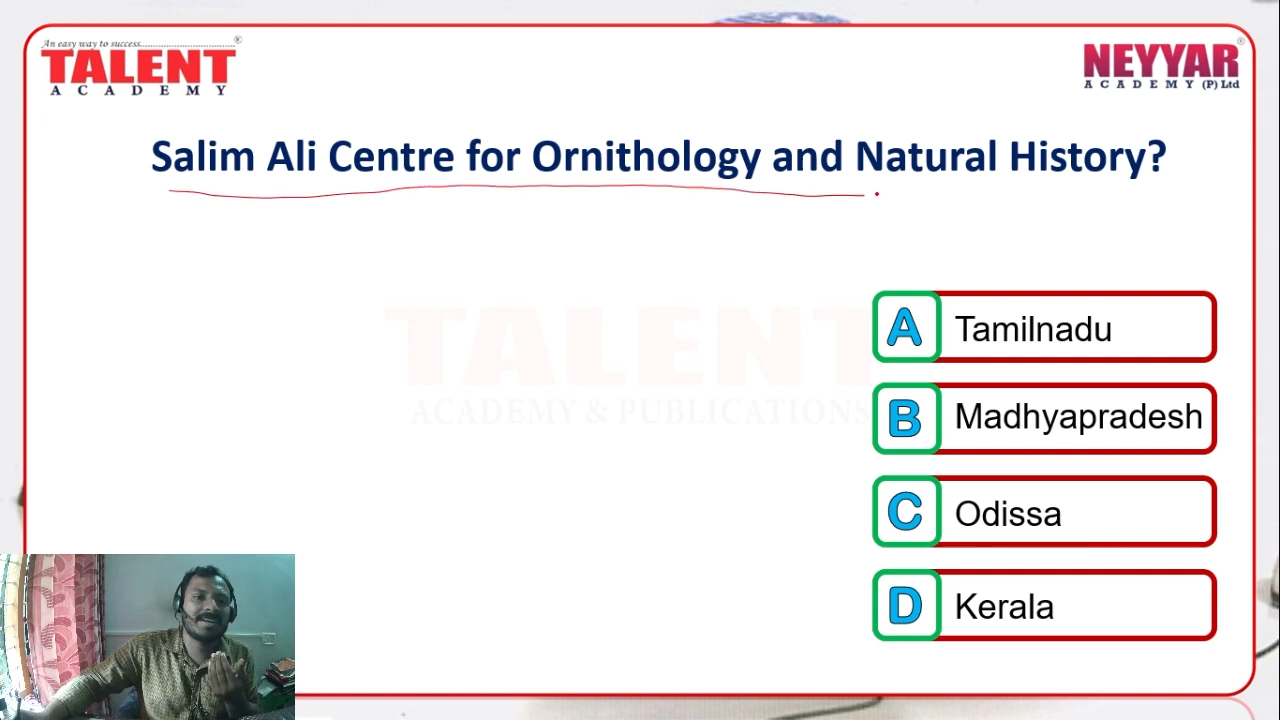 An easy way to success
TALENT
ACADEMY
NEYYAR
ACADEMY (P) Ltd
Salim Ali Centre for Ornithology and Natural History?
TALENT
ACADEMY & PUBLICATIONS
A Tamilnadu
B Madhyapradesh
C Odissa
D Kerala